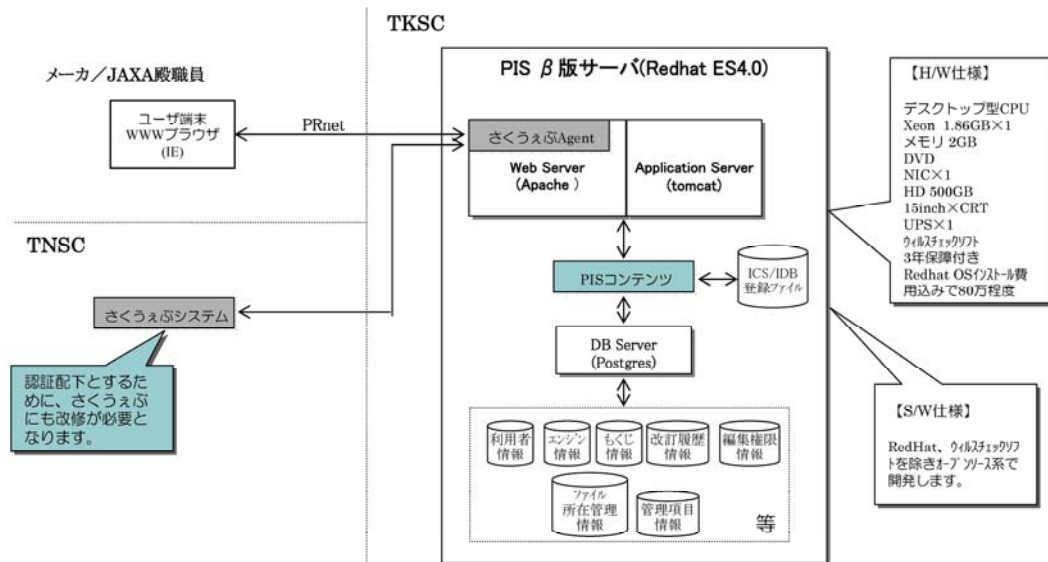 TKSC
メーカ／JAXA殿職員
ユーザ端末
WWWブラウザ
(IE)
PRnet
PIS β版サーバ(Redhat ES4.0)
さくうぇぶAgent
Web Server
(Apache )
Application Server
(tomcat)
PISコンテンツ
ICS/IDB
登録ファイル
DB Server
(Postgres)
利用者
情報
エンジン
情報
もくじ
情報
改訂履歴
情報
編集権限
情報
ファイル
所在管理
情報
管理項目
情報
等
TNSC
さくうぇぶシステム
認証配下とするた
めに、さくうぇぶ
にも改修が必要と
なります。
【H/W仕様】
デスクトップ型CPU
Xeon 1.86GB×1
メモリ 2GB
DVD
NIC×1
HD 500GB
15inch×CRT
UPS×1
ウィルスチェックソフト
3年保障付き
Redhat OSインストール費
用込みで80万程度
【S/W仕様】
RedHat、ウィルスチェックソフ
トを除きオープンソース系で
開発します。